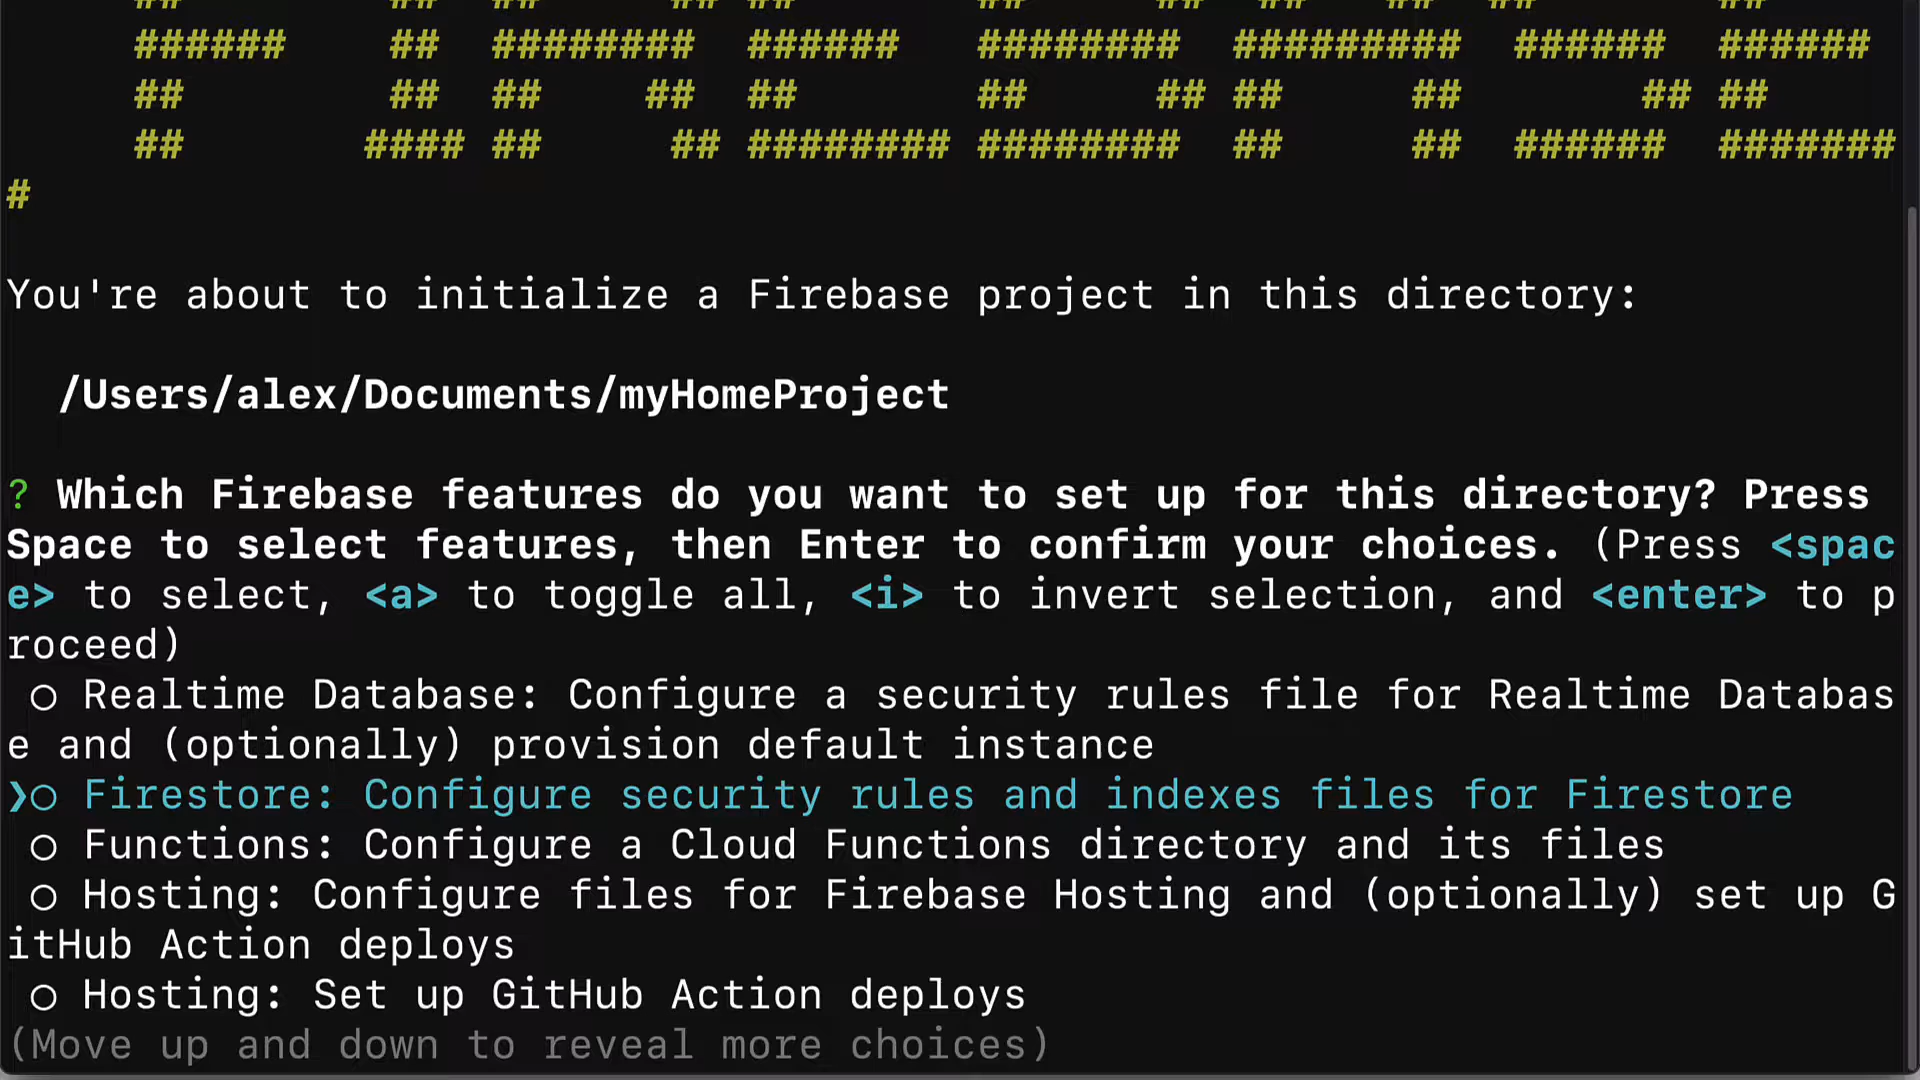 ##         ##  ##     ##  ##        ##      ##  ##    ##  ##        ##
######    ##  ########  ######   ########  #########  ######  ######
##        ##  ##    ##  ##       ##     ## ##     ##       ## ##
##       #### ##     ## ######## ########  ##     ##  ######  #######
#
You're about to initialize a Firebase project in this directory:
/Users/alex/Documents/myHomeProject
? Which Firebase features do you want to set up for this directory? Press
Space to select features, then Enter to confirm your choices. (Press <spac
e> to select, <a> to toggle all, <i> to invert selection, and <enter> to p
roceed)
○ Realtime Database: Configure a security rules file for Realtime Databas
e and (optionally) provision default instance
❯○ Firestore: Configure security rules and indexes files for Firestore
○ Functions: Configure a Cloud Functions directory and its files
○ Hosting: Configure files for Firebase Hosting and (optionally) set up G
itHub Action deploys
○ Hosting: Set up GitHub Action deploys
(Move up and down to reveal more choices)